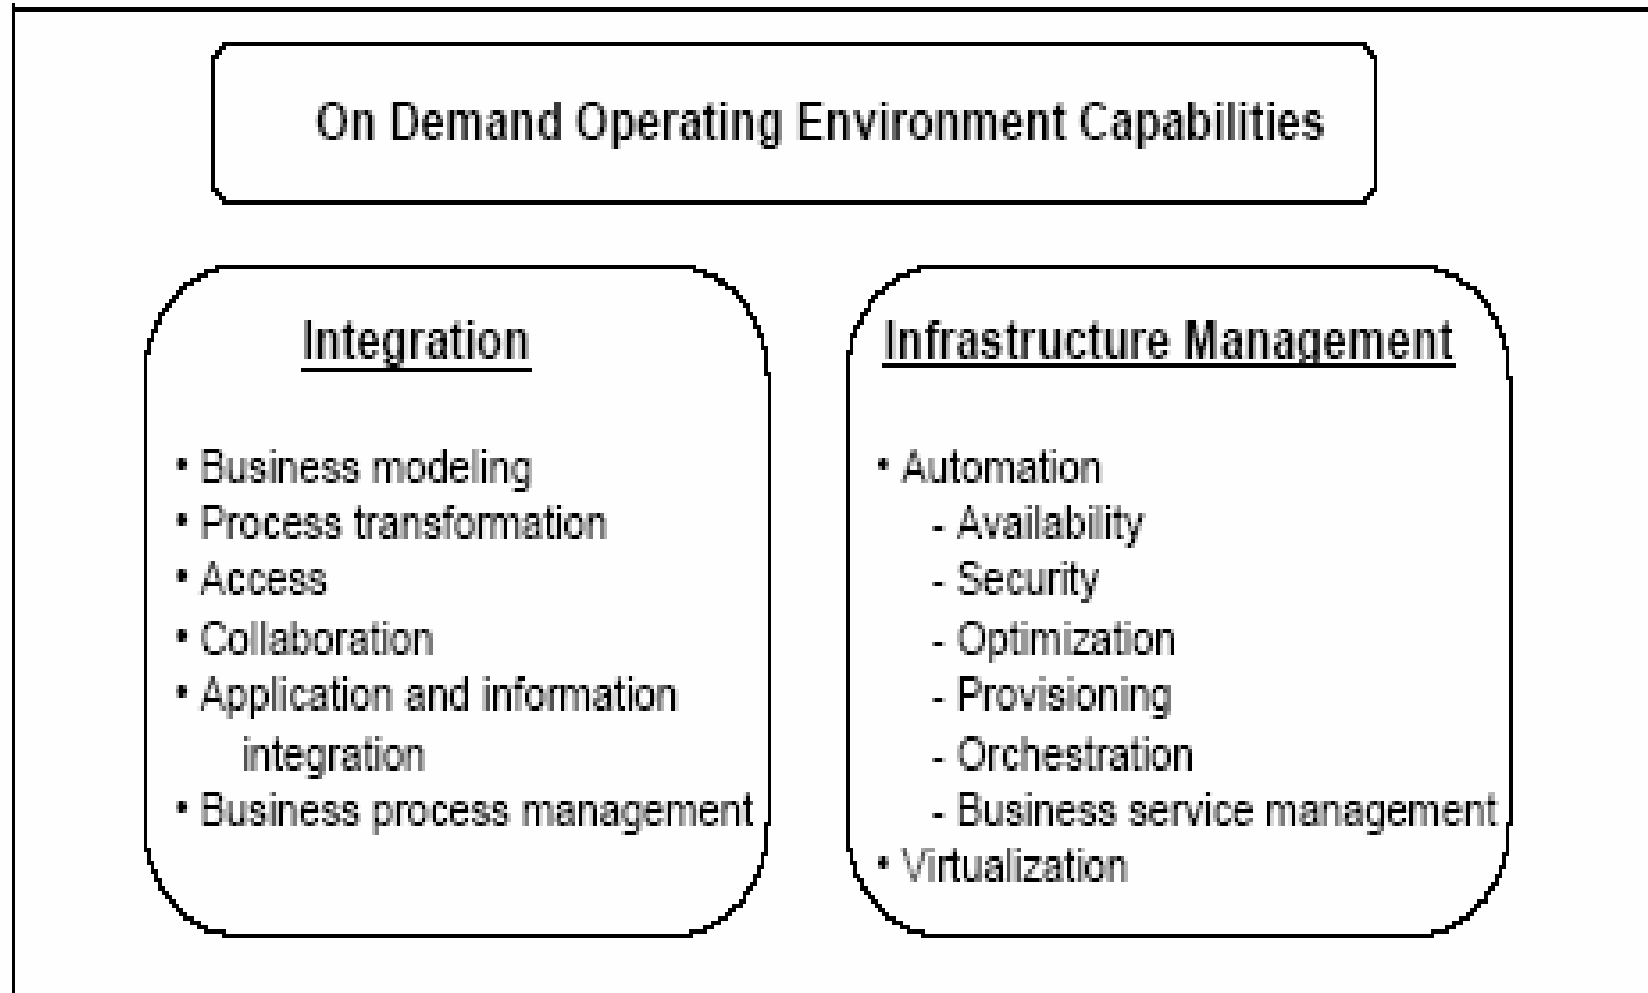 On Demand Operating Environment Capabilities
Integration
• Business modeling
• Process transformation
• Access
• Collaboration
• Application and information
integration
• Business process management
Infrastructure Management
• Automation
- Availability
- Security
- Optimization
- Provisioning
- Orchestration
- Business service management
• Virtualization